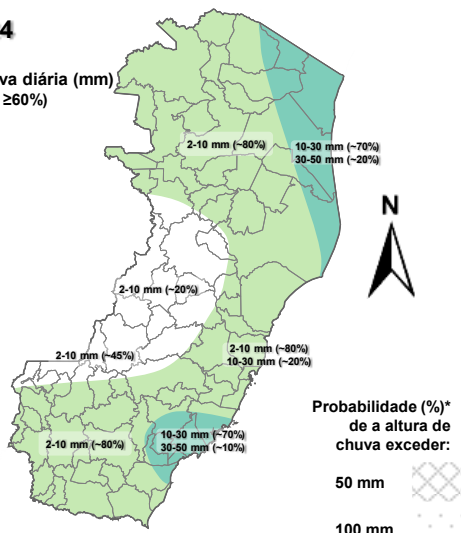 4
va diária (mm)
≥60%)
2-10 mm (~80%)
10-30 mm (~70%)
30-50 mm (~20%)
N
2-10 mm (~20%)
2-10 mm (~45%)
2-10 mm (~80%)
10-30 mm (~20%)
2-10 mm (~80%)
10-30 mm (~70%)
30-50 mm (~10%)
Probabilidade (%)*
de a altura de
chuva exceder:
50 mm
100 mm